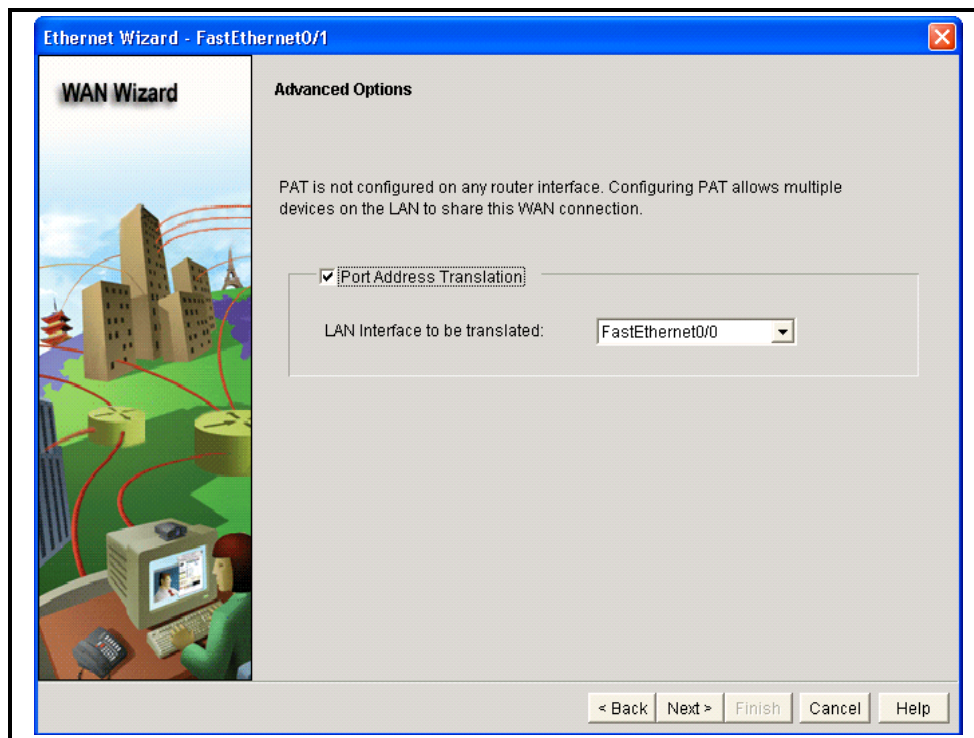 Ethernet Wizard - FastEthernet0/1
WAN Wizard
Advanced Options
PAT is not configured on any router interface. Configuring PAT allows multiple
devices on the LAN to share this WAN connection.
Port Address Translation
LAN Interface to be translated:
FastEthernet0/0
< Back
Next >
Finish
Cancel
Help